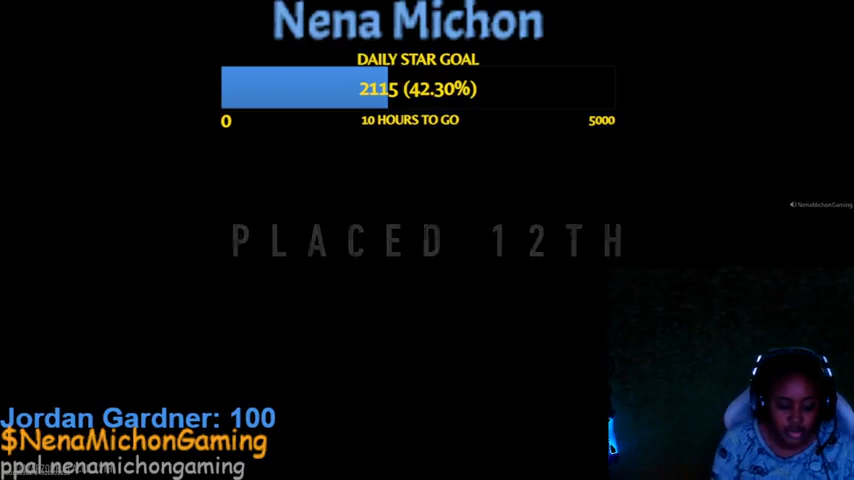 Nena Michon
DAILY STAR GOAL
2115 (42.30%)
0
10 HOURS TO GO
5000
NenaMichonGaming
PLACED 12TH
Jordan Gardner: 100
$NenaMichonGaming
ppal nenamichongaming